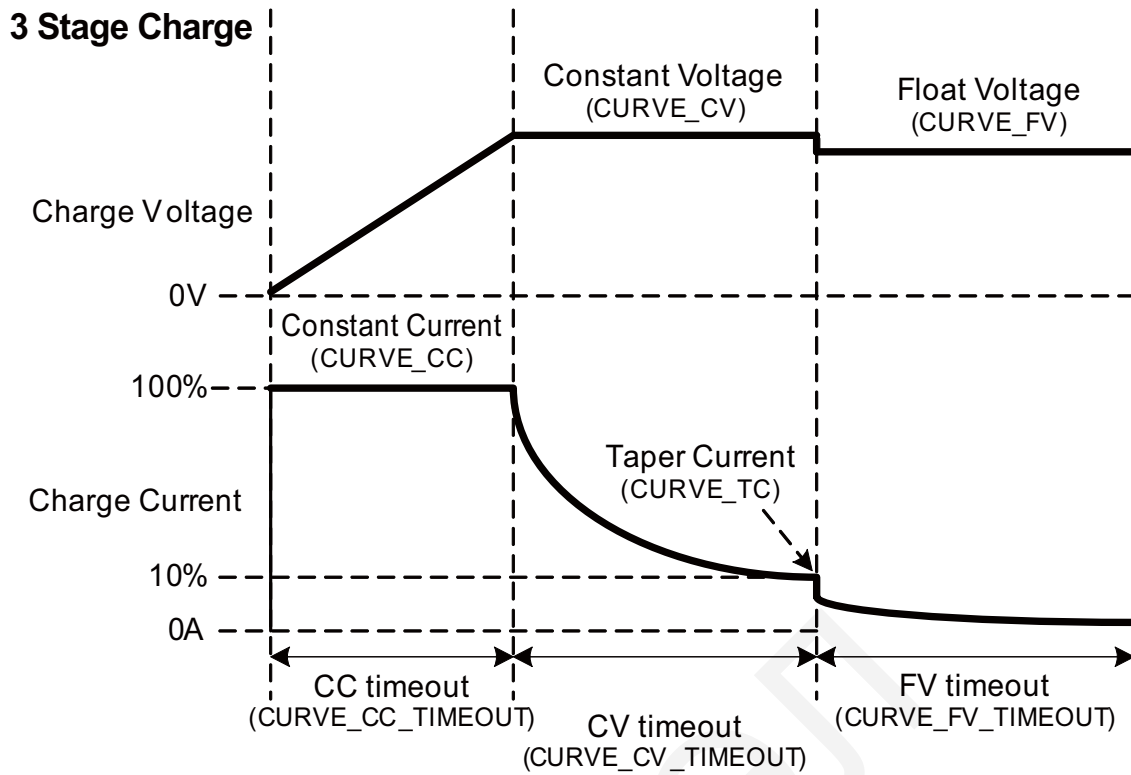 3 Stage Charge
Constant Voltage
(CURVE_CV)
Float Voltage
(CURVE_FV)
Charge Voltage
0V
Constant Current
(CURVE_CC)
100%
Taper Current
(CURVE_TC)
Charge Current
10%
0A
CC timeout
(CURVE_CC_TIMEOUT)
CV timeout
(CURVE_CV_TIMEOUT)
FV timeout
(CURVE_FV_TIMEOUT)